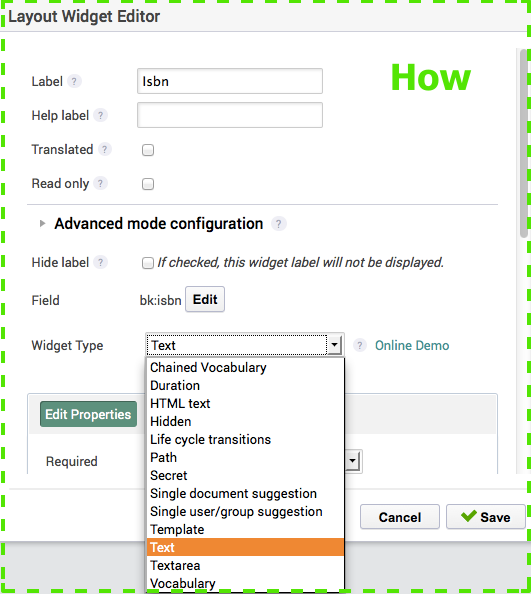 Layout Widget Editor
How
Label ? Isbn
Help label ?
Translated ?
Read only ?
Advanced mode configuration ?
Hide label ? If checked, this widget label will not be displayed.
Field bk:isbn Edit
Widget Type Text ? Online Demo
Chained Vocabulary
Duration
HTML text
Edit Properties
Hidden
Life cycle transitions
Path
Required
Secret
Single document suggestion
Single user/group suggestion
Cancel Save
Template
Text
Textarea
Vocabulary